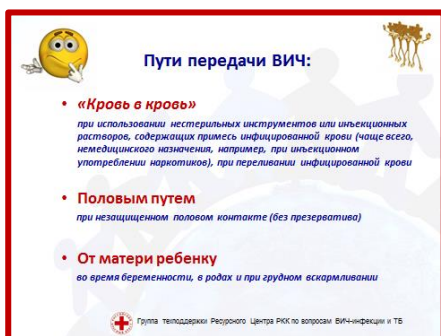 Пути передачи ВИЧ:
• «Кровь в кровь»
при использовании нестерильных инструментов или инъекционных
растворов, содержащих примесь инфицированной крови (чаще всего,
немедицинского назначения, например, при инъекционном
употреблении наркотиков), при переливании инфицированной крови
• Половым путем
при незащищенном половом контакте (без презерватива)
• От матери ребенку
во время беременности, в родах и при грудном вскармливании
Группа техподдержки Ресурсного Центра РКК по вопросам ВИЧ-инфекции и ТБ